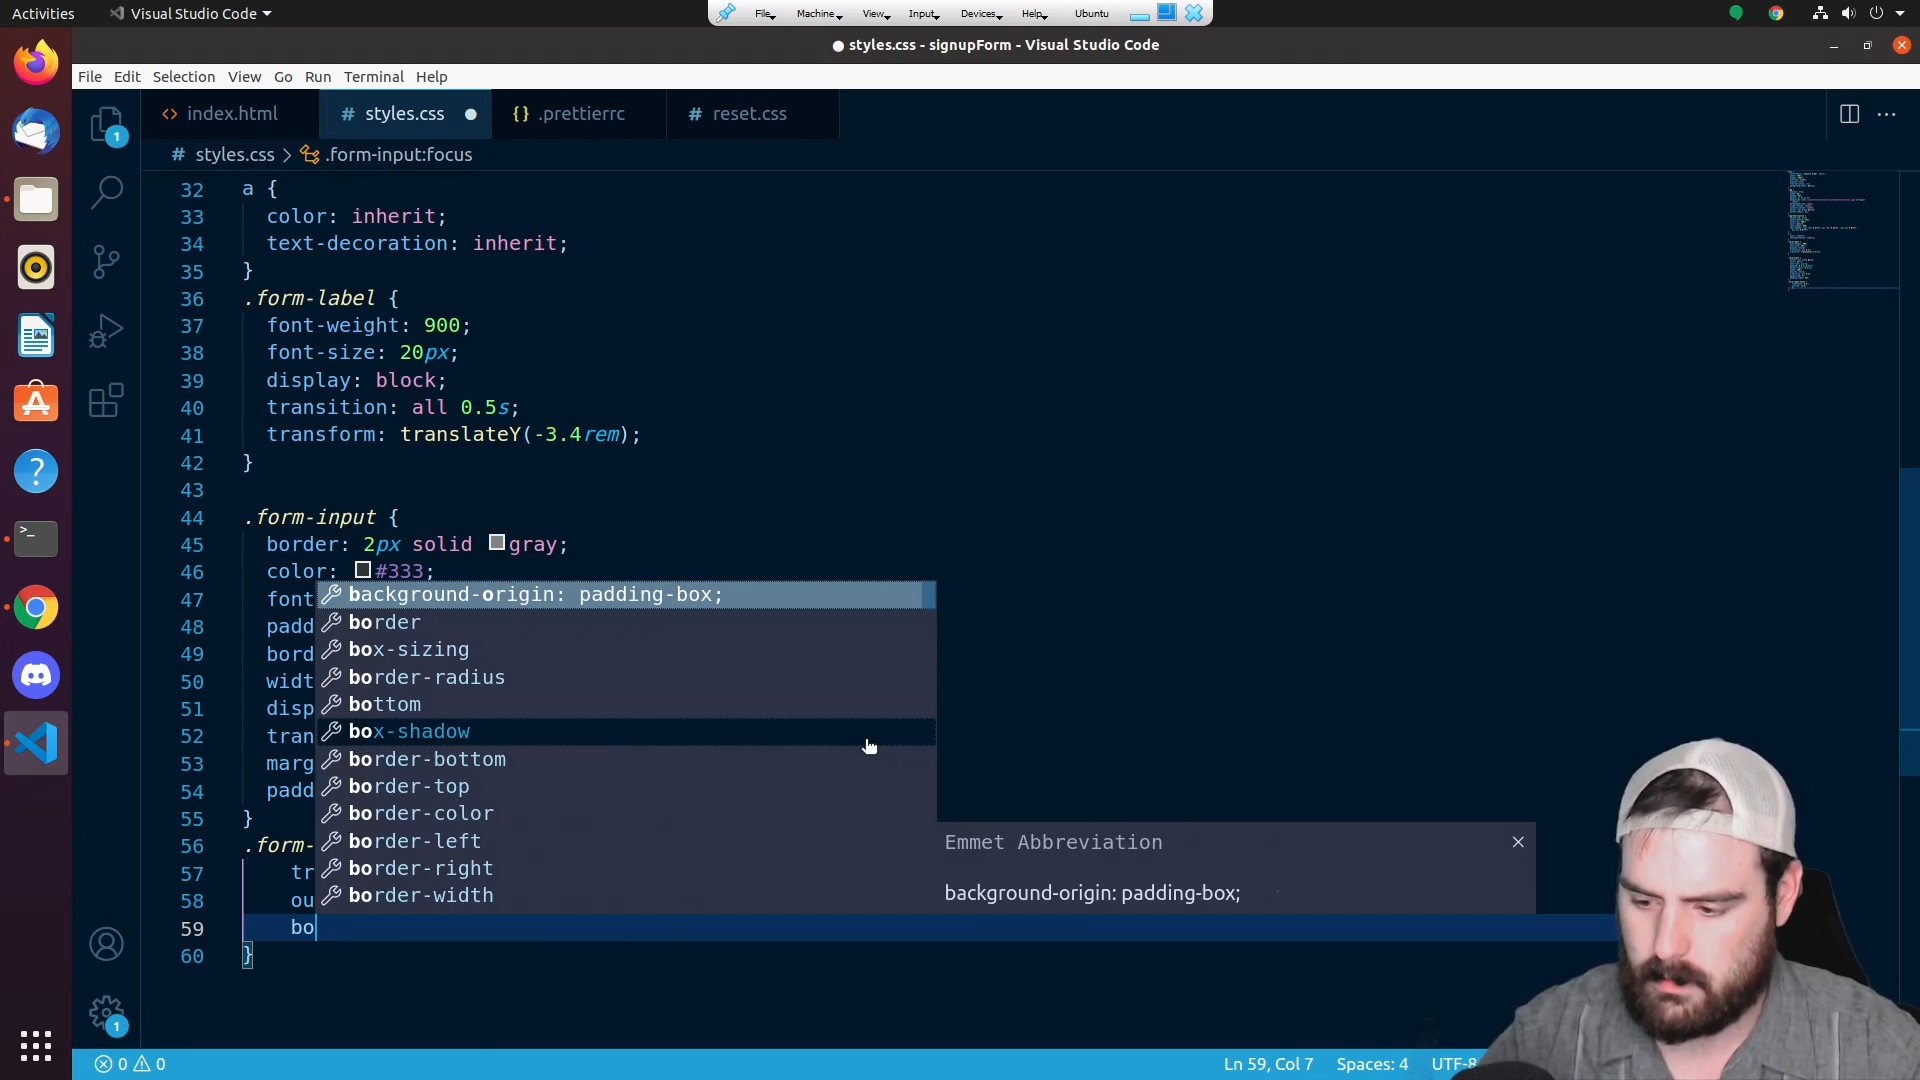 Activities
Visual Studio Code
File Machine View Input Devices Help Ubuntu
styles.css - signupForm - Visual Studio Code
File Edit Selection View Go Run Terminal Help
<> index.html
# styles.css
{} .prettierrc
# reset.css
# styles.css > .form-input:focus
32 a {
33 color: inherit;
34 text-decoration: inherit;
35 }
36 .form-label {
37 font-weight: 900;
38 font-size: 20px;
39 display: block;
40 transition: all 0.5s;
41 transform: translateY(-3.4rem);
42 }
43
44 .form-input {
45 border: 2px solid gray;
46 color: #333;
47 font
48 padd
49 bord
50 widt
51 disp
52 tran
53 marg
54 padd
55 }
56 .form-
57 tr
58 ou
59 bo
60 }
background-origin: padding-box;
border
box-sizing
border-radius
bottom
box-shadow
border-bottom
border-top
border-color
border-left
border-right
border-width
Emmet Abbreviation
background-origin: padding-box;
1
1
0 0
Ln 59, Col 7 Spaces: 4 UTF-8